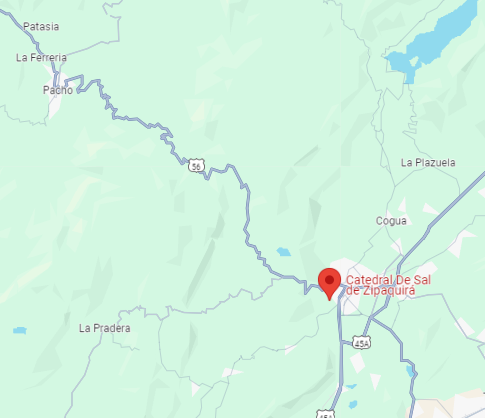 Patasia
La Ferreria
Pacho
56
La Plazuela
Cogua
Catedral De Sal
de Zipaquirá
La Pradera
45A
45A